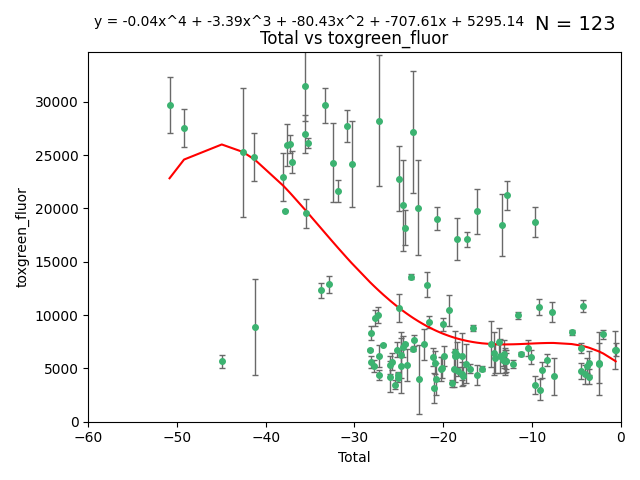 y = -0.04x^4 + -3.39x^3 + -80.43x^2 + -707.61x + 5295.14
N = 123
Total vs toxgreen_fluor
toxgreen_fluor
30000
25000
20000
15000
10000
5000
0
−60 −50 −40 −30 −20 −10 0
Total